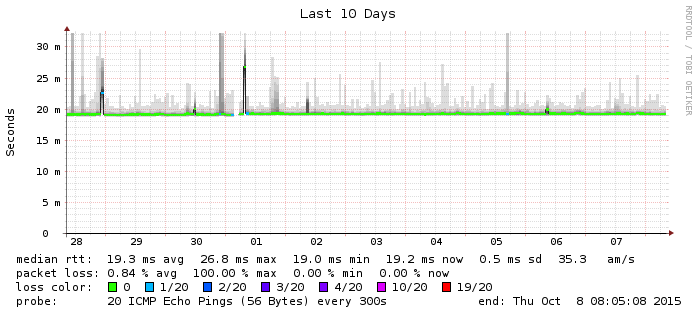 Last 10 Days
RRDTOOL / TOBI OETIKER
Seconds
30 m
25 m
20 m
15 m
10 m
5 m
0
28 29 30 01 02 03 04 05 06 07
median rtt: 19.3 ms avg 26.8 ms max 19.0 ms min 19.2 ms now 0.5 ms sd 35.3 am/s
packet loss: 0.84 % avg 100.00 % max 0.00 % min 0.00 % now
loss color: 0 1/20 2/20 3/20 4/20 10/20 19/20
probe: 20 ICMP Echo Pings (56 Bytes) every 300s end: Thu Oct 8 08:05:08 2015